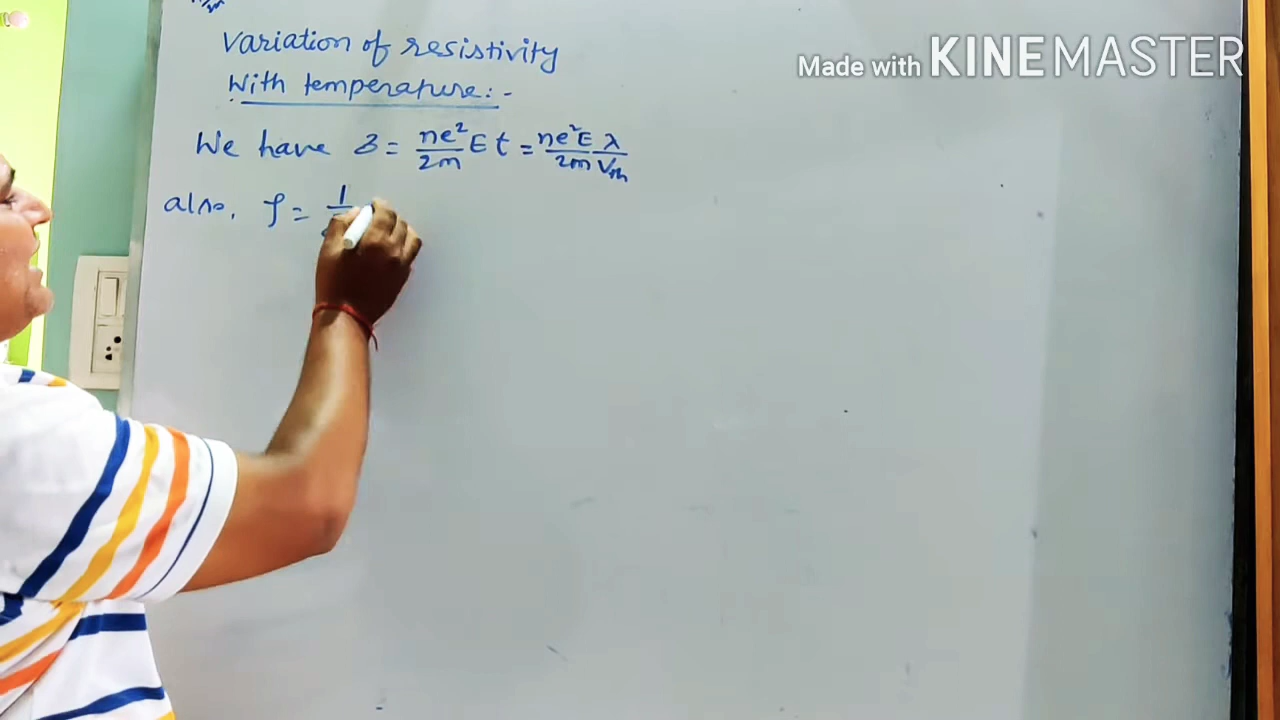 Made with KINEMASTER
Variation of resistivity
With temperature:-
We have σ = ne²/2m E t = ne²E/2m λ/Vth
also, ρ = 1